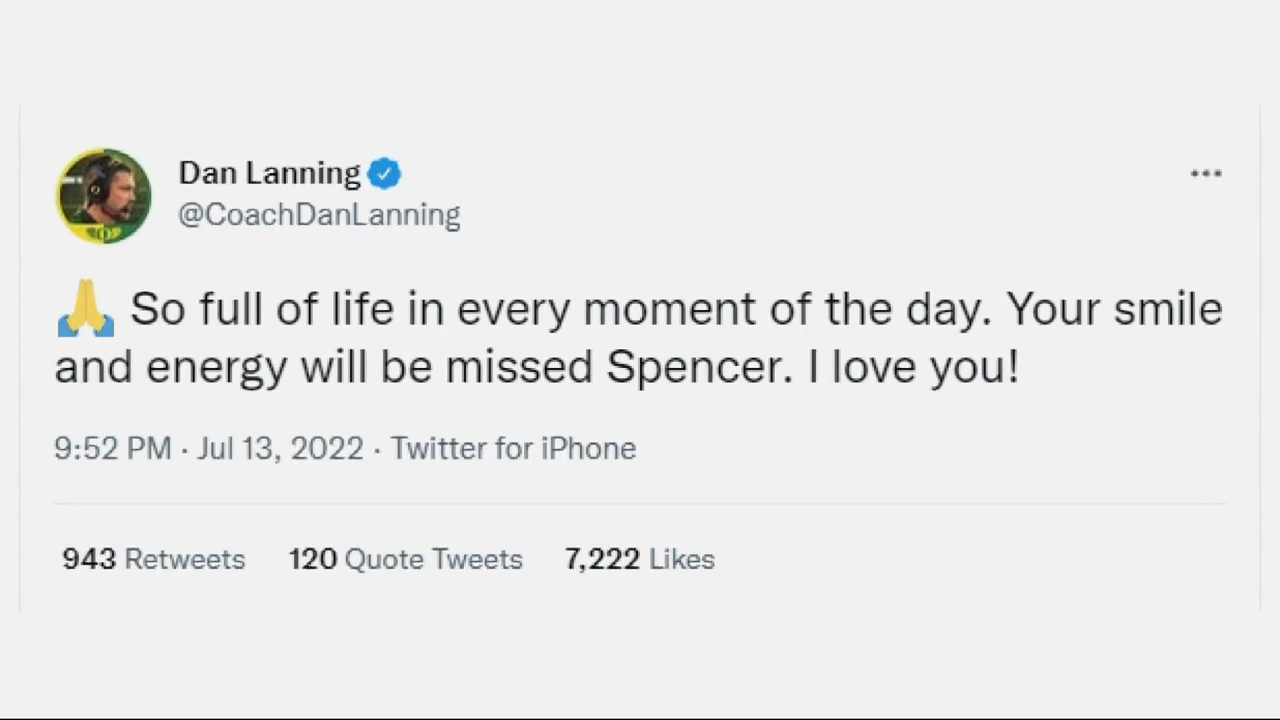 Dan Lanning
@CoachDanLanning
🙏 So full of life in every moment of the day. Your smile
and energy will be missed Spencer. I love you!
9:52 PM · Jul 13, 2022 · Twitter for iPhone
943 Retweets 120 Quote Tweets 7,222 Likes